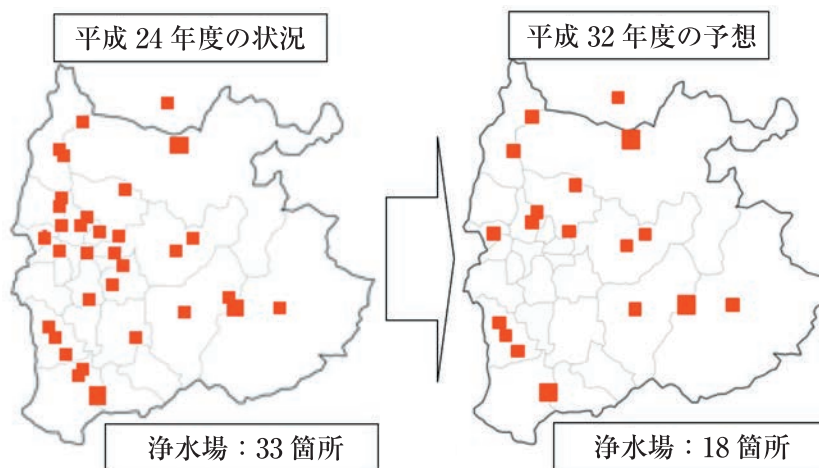 平成 24 年度の状況
平成 32 年度の予想
浄水場：33 箇所
浄水場：18 箇所